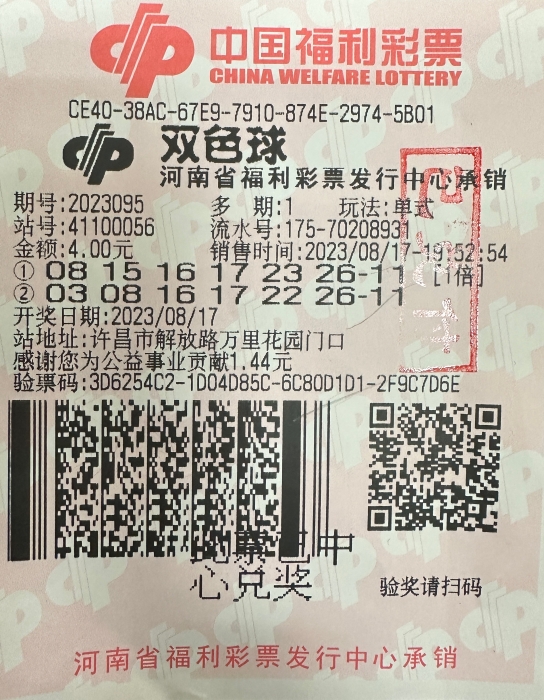 中国福利彩票
CHINA WELFARE LOTTERY
CE40-38AC-67E9-7910-874E-2974-5B01
双色球
河南省福利彩票发行中心承销
期号:2023095 多 期:1 玩法:单式
站号:41100056 流水号:175-70208931
金额:4.00元 销售时间:2023/08/17-19:52:54
① 08 15 16 17 23 26-11 [1倍]
② 03 08 16 17 22 26-11
开奖日期:2023/08/17
站地址:许昌市解放路万里花园门口
感谢您为公益事业贡献1.44元
验票码:3D6254C2-1D04D85C-6C80D1D1-2F9C7D6E
此票已中
心兑奖
验奖请扫码
河南省福利彩票发行中心承销